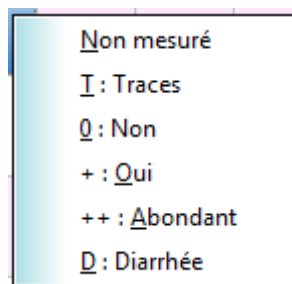 Non mesuré
T : Traces
0 : Non
+ : Oui
++ : Abondant
D : Diarrhée